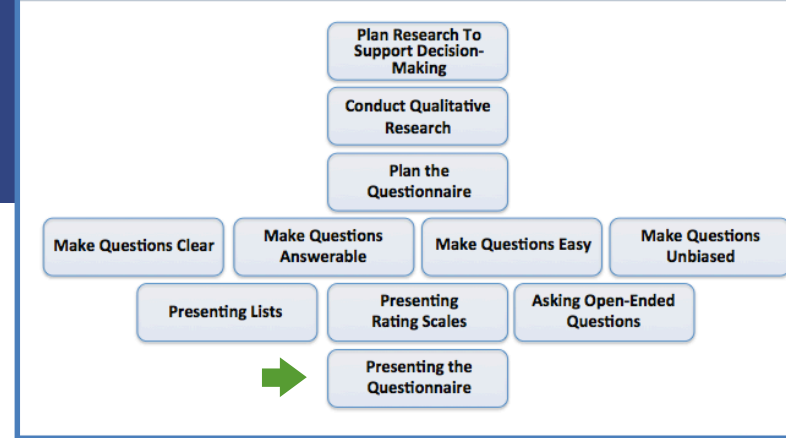 Plan Research To
Support Decision-
Making
Conduct Qualitative
Research
Plan the
Questionnaire
Make Questions Clear
Make Questions
Answerable
Make Questions Easy
Make Questions
Unbiased
Presenting Lists
Presenting
Rating Scales
Asking Open-Ended
Questions
Presenting the
Questionnaire